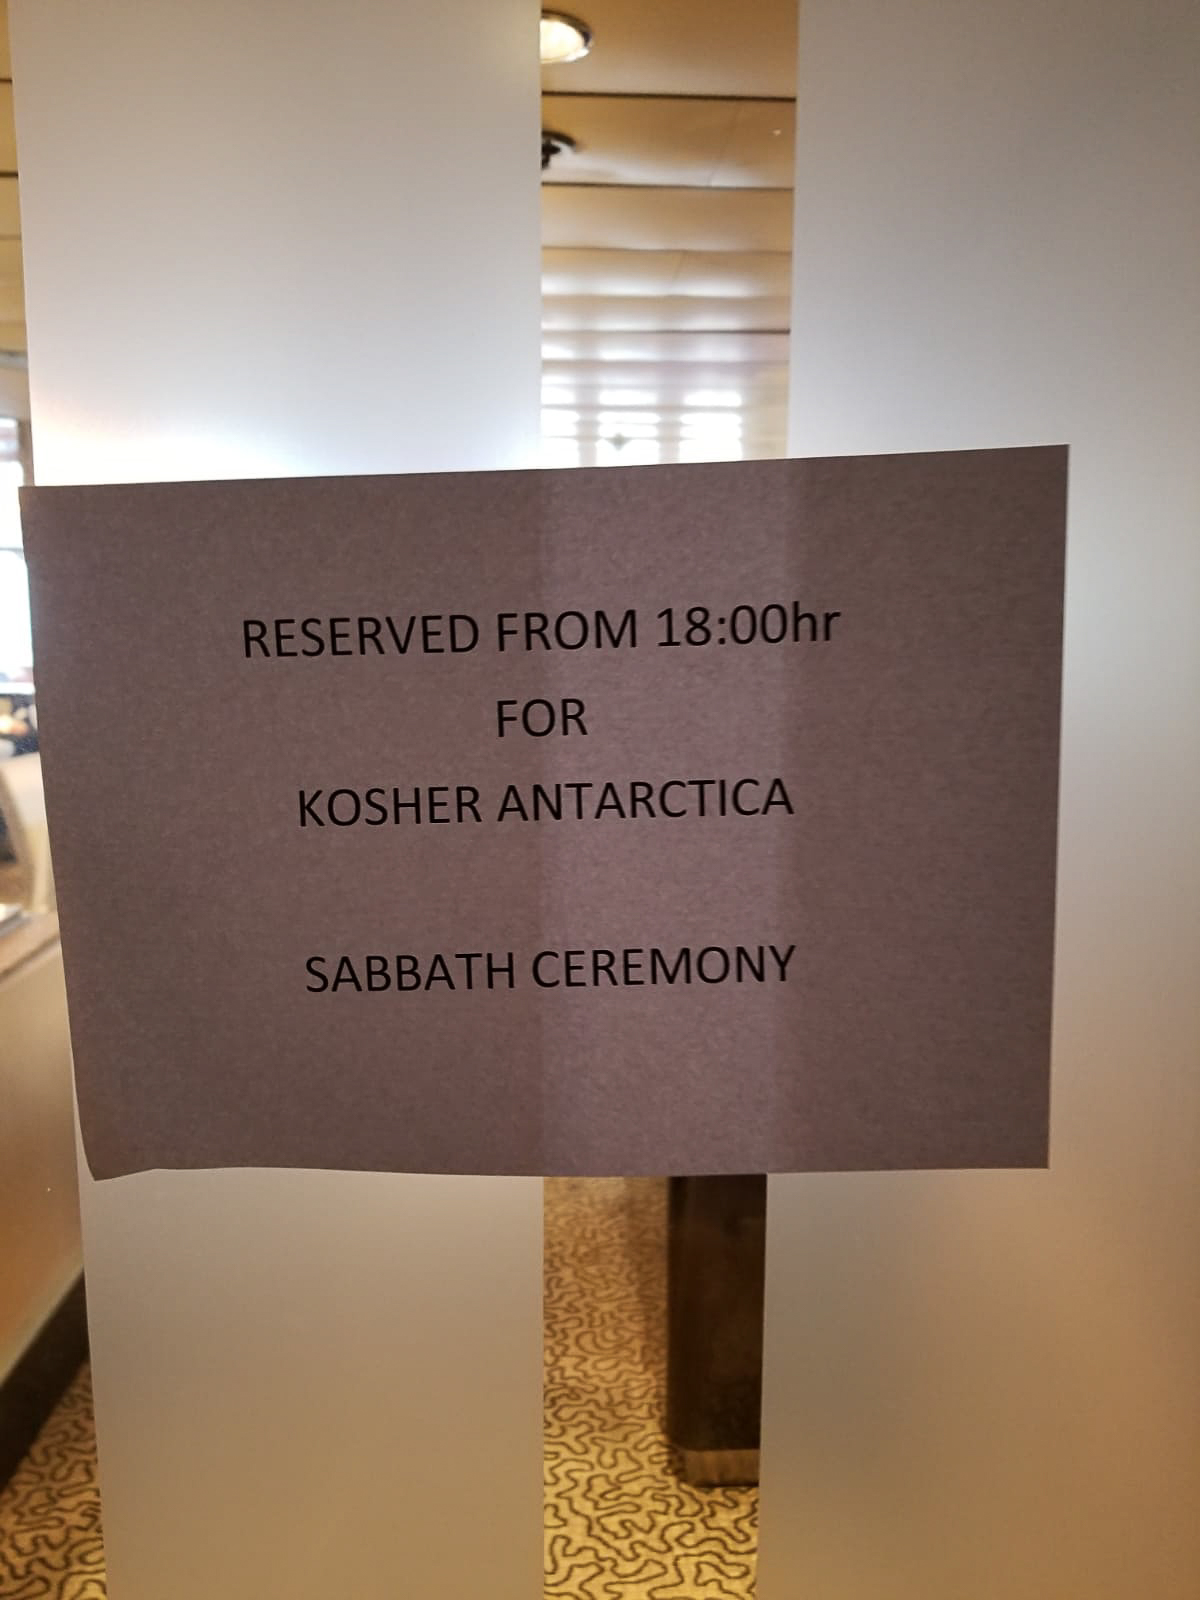 RESERVED FROM 18:00hr
FOR
KOSHER ANTARCTICA
SABBATH CEREMONY